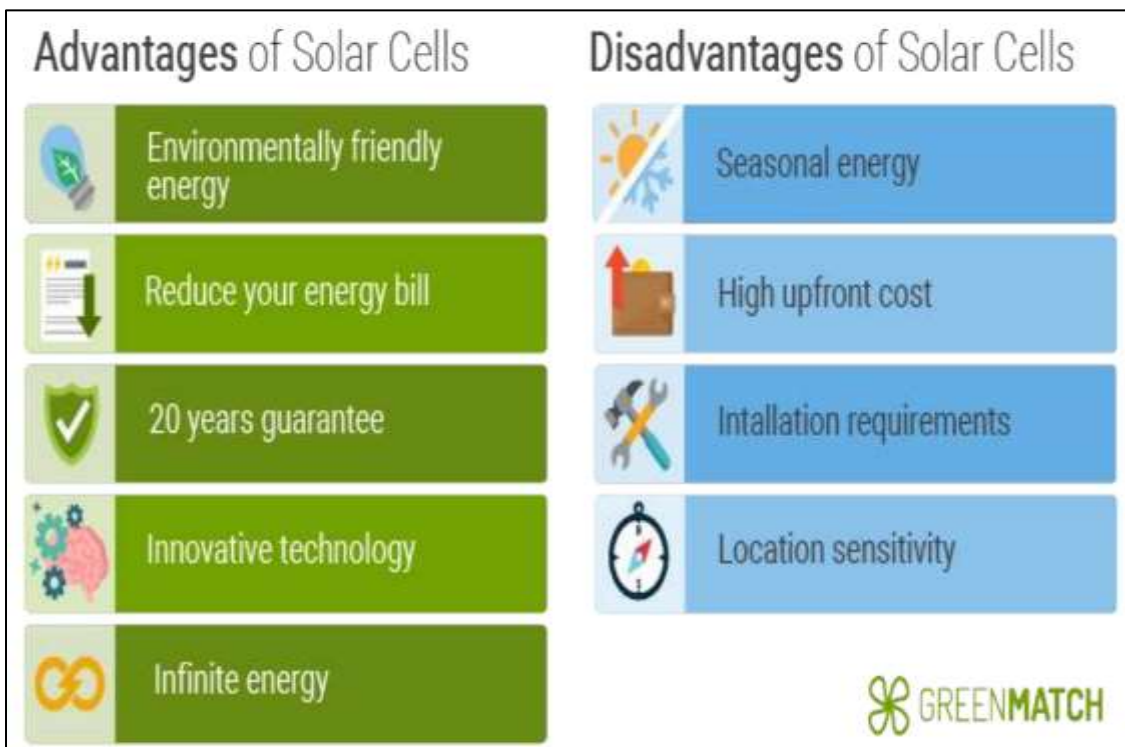 Advantages of Solar Cells
Environmentally friendly
energy
Reduce your energy bill
20 years guarantee
Innovative technology
Infinite energy
Disadvantages of Solar Cells
Seasonal energy
High upfront cost
Intallation requirements
Location sensitivity
N
S
GREENMATCH